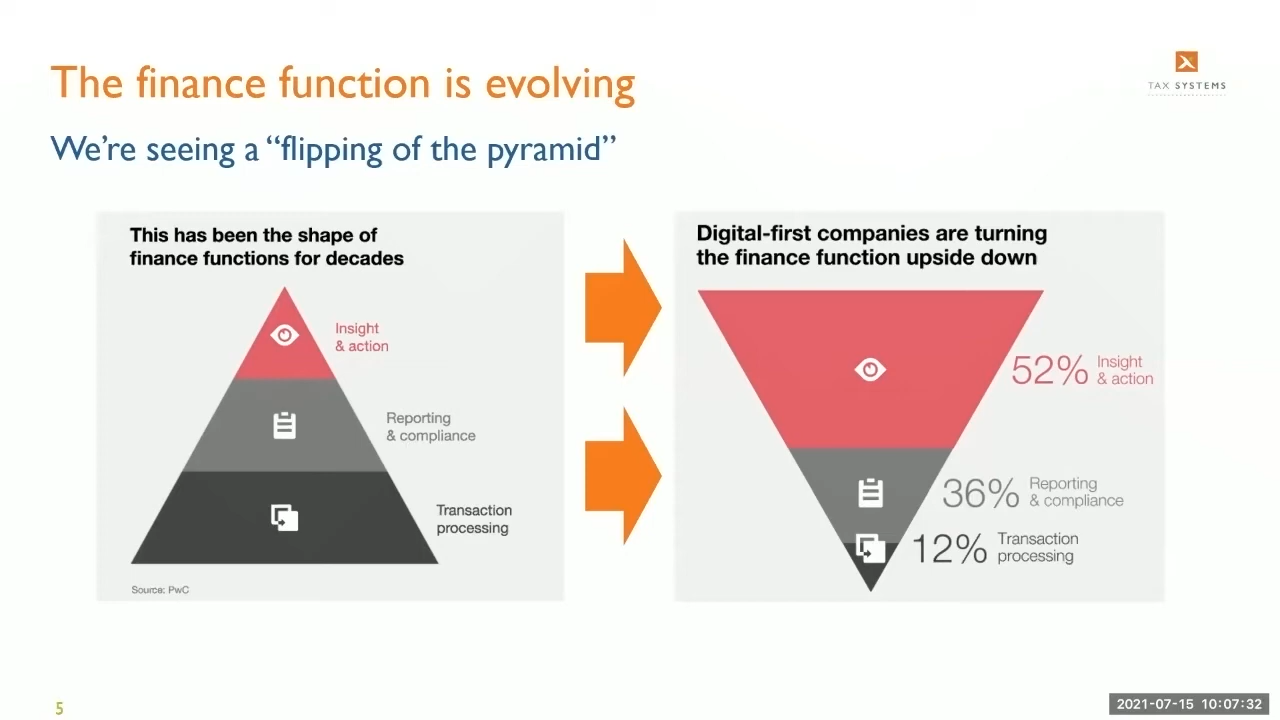 The finance function is evolving
TAX SYSTEMS
We’re seeing a “flipping of the pyramid”
This has been the shape of
finance functions for decades
Insight
& action
Reporting
& compliance
Transaction
processing
Source: PwC
Digital-first companies are turning
the finance function upside down
52% Insight
& action
36% Reporting
& compliance
12% Transaction
processing
5
2021-07-15 10:07:32